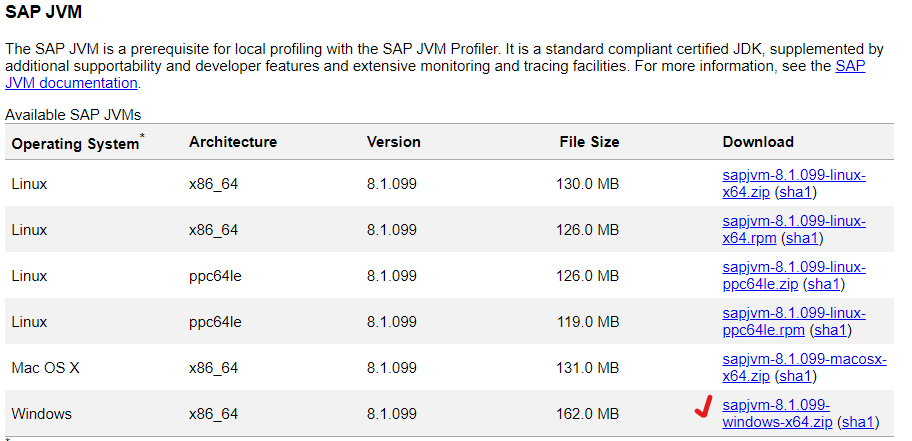 SAP JVM
The SAP JVM is a prerequisite for local profiling with the SAP JVM Profiler. It is a standard compliant certified JDK, supplemented by
additional supportability and developer features and extensive monitoring and tracing facilities. For more information, see the SAP
JVM documentation.
Available SAP JVMs
Operating System* Architecture Version File Size Download
Linux x86_64 8.1.099 130.0 MB sapjvm-8.1.099-linux-
x64.zip (sha1)
Linux x86_64 8.1.099 126.0 MB sapjvm-8.1.099-linux-
x64.rpm (sha1)
Linux ppc64le 8.1.099 126.0 MB sapjvm-8.1.099-linux-
ppc64le.zip (sha1)
Linux ppc64le 8.1.099 119.0 MB sapjvm-8.1.099-linux-
ppc64le.rpm (sha1)
Mac OS X x86_64 8.1.099 131.0 MB sapjvm-8.1.099-macosx-
x64.zip (sha1)
Windows x86_64 8.1.099 162.0 MB sapjvm-8.1.099-
windows-x64.zip (sha1)
*